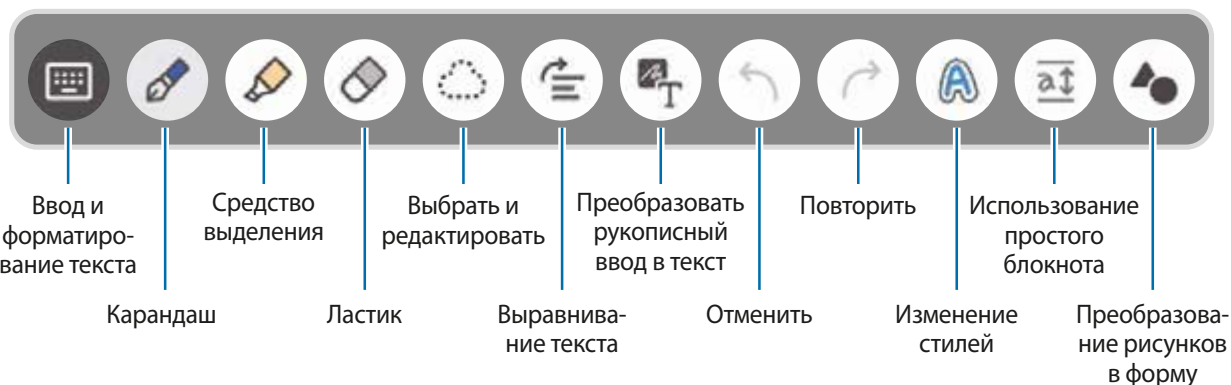 Ввод и
форматиро-
вание текста
Карандаш
Средство
выделения
Ластик
Выбрать и
редактировать
Выравнива-
ние текста
Преобразовать
рукописный
ввод в текст
Отменить
Повторить
Изменение
стилей
Использование
простого
блокнота
Преобразова-
ние рисунков
в форму